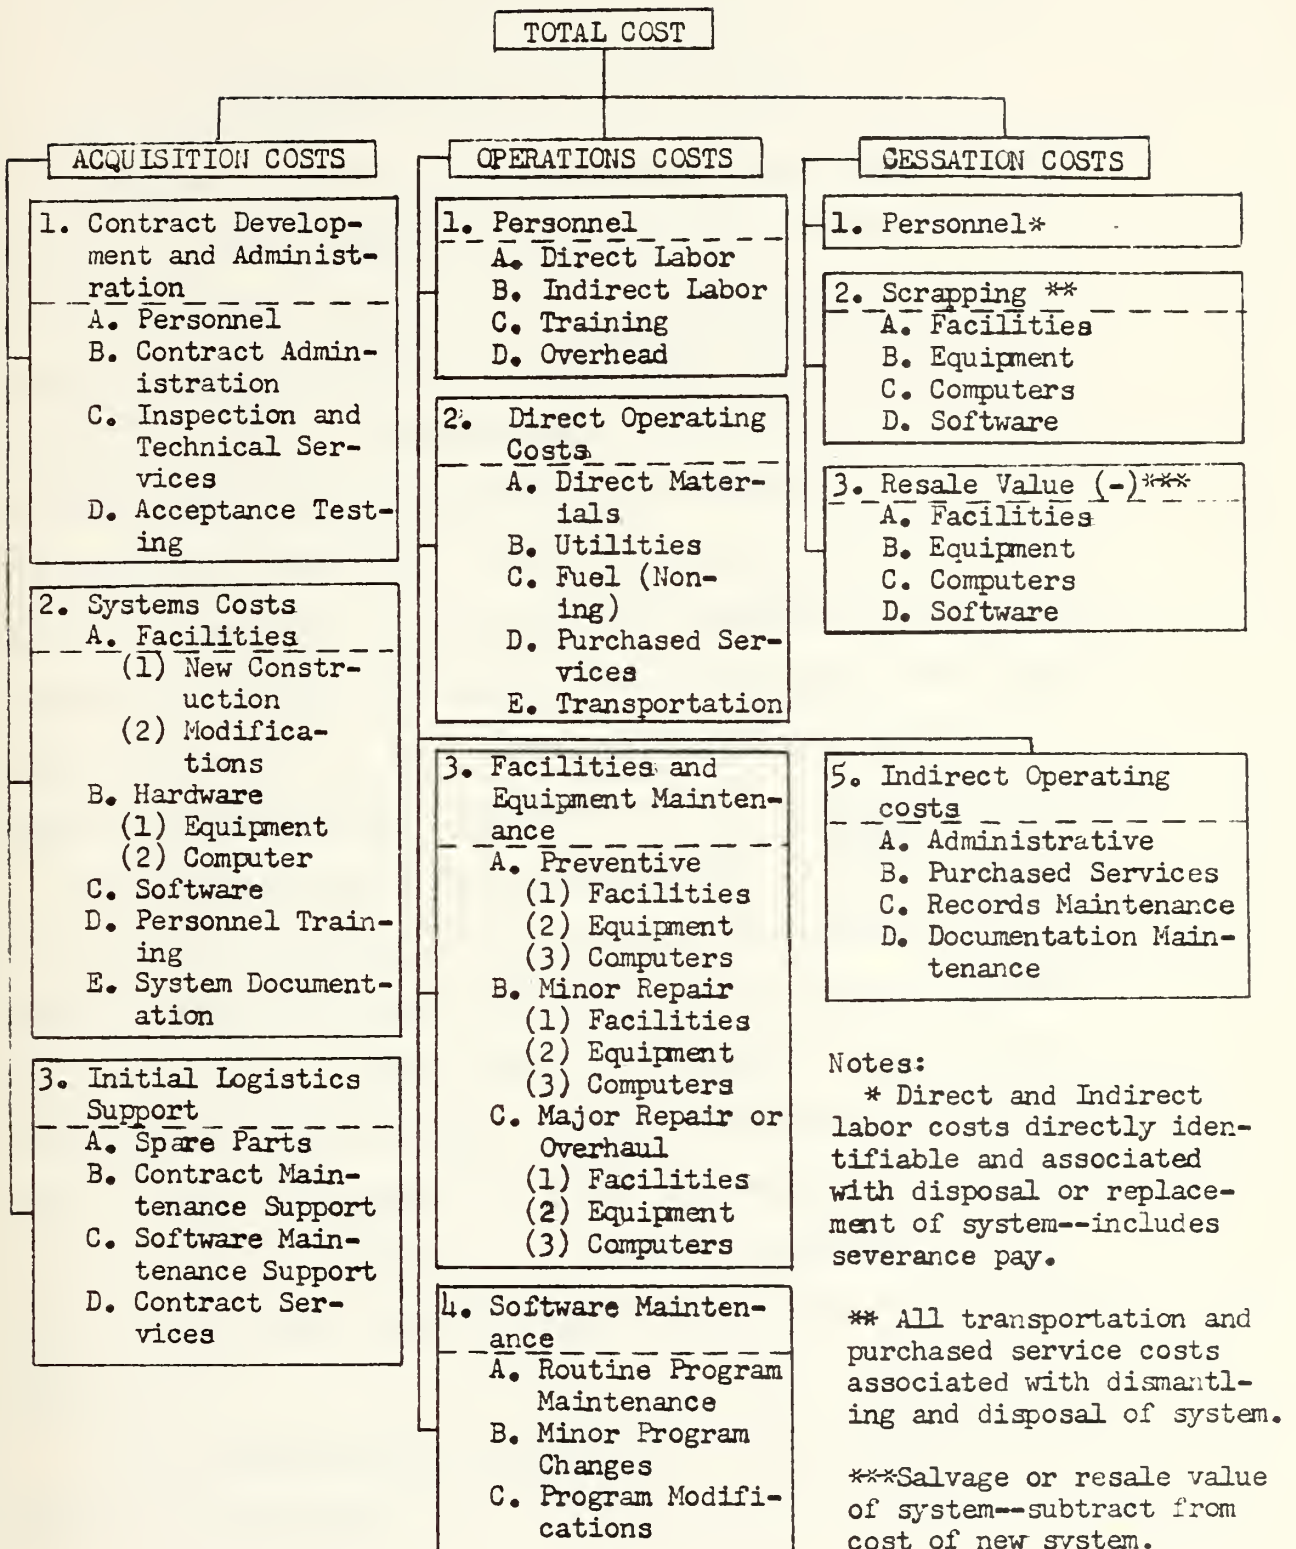 TOTAL COST
ACQUISITION COSTS
1. Contract Develop-
ment and Administ-
ration
A. Personnel
B. Contract Admin-
istration
C. Inspection and
Technical Ser-
vices
D. Acceptance Test-
ing
2. Systems Costs
A. Facilities
(1) New Constr-
uction
(2) Modifica-
tions
B. Hardware
(1) Equipment
(2) Computer
C. Software
D. Personnel Train-
ing
E. System Document-
ation
3. Initial Logistics
Support
A. Spare Parts
B. Contract Main-
tenance Support
C. Software Main-
tenance Support
D. Contract Ser-
vices
OPERATIONS COSTS
1. Personnel
A. Direct Labor
B. Indirect Labor
C. Training
D. Overhead
2. Direct Operating
Costs
A. Direct Mater-
ials
B. Utilities
C. Fuel (Non-
ing)
D. Purchased Ser-
vices
E. Transportation
3. Facilities and
Equipment Mainten-
ance
A. Preventive
(1) Facilities
(2) Equipment
(3) Computers
B. Minor Repair
(1) Facilities
(2) Equipment
(3) Computers
C. Major Repair or
Overhaul
(1) Facilities
(2) Equipment
(3) Computers
4. Software Mainten-
ance
A. Routine Program
Maintenance
B. Minor Program
Changes
C. Program Modifi-
cations
CESSATION COSTS
1. Personnel*
2. Scrapping **
A. Facilities
B. Equipment
C. Computers
D. Software
3. Resale Value (-)***
A. Facilities
B. Equipment
C. Computers
D. Software
5. Indirect Operating
costs
A. Administrative
B. Purchased Services
C. Records Maintenance
D. Documentation Main-
tenance
Notes:
* Direct and Indirect
labor costs directly iden-
tifiable and associated
with disposal or replace-
ment of system--includes
severance pay.
** All transportation and
purchased service costs
associated with dismantl-
ing and disposal of system.
***Salvage or resale value
of system--subtract from
cost of new system.